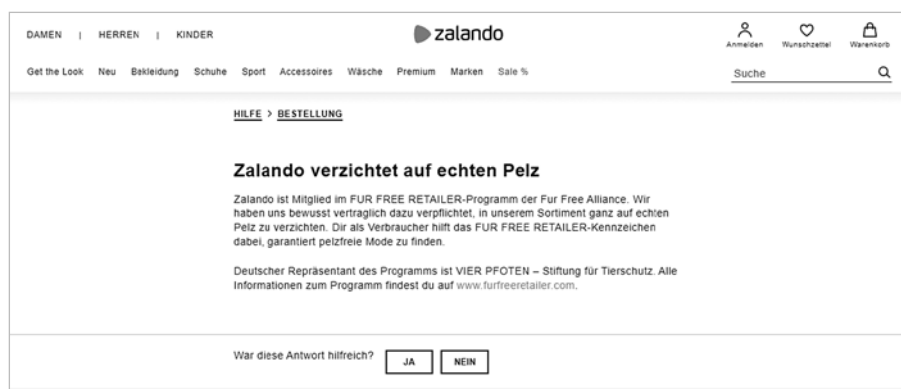 DAMEN | HERREN | KINDER
zalando
Anmelden Wunschzettel Warenkorb
Get the Look Neu Bekleidung Schuhe Sport Accessoires Wäsche Premium Marken Sale %
Suche
HILFE > BESTELLUNG
Zalando verzichtet auf echten Pelz
Zalando ist Mitglied im FUR FREE RETAILER-Programm der Fur Free Alliance. Wir
haben uns bewusst vertraglich dazu verpflichtet, in unserem Sortiment ganz auf echten
Pelz zu verzichten. Dir als Verbraucher hilft das FUR FREE RETAILER-Kennzeichen
dabei, garantiert pelzfreie Mode zu finden.
Deutscher Repräsentant des Programms ist VIER PFOTEN – Stiftung für Tierschutz. Alle
Informationen zum Programm findest du auf www.furfreeretailer.com.
War diese Antwort hilfreich? JA NEIN